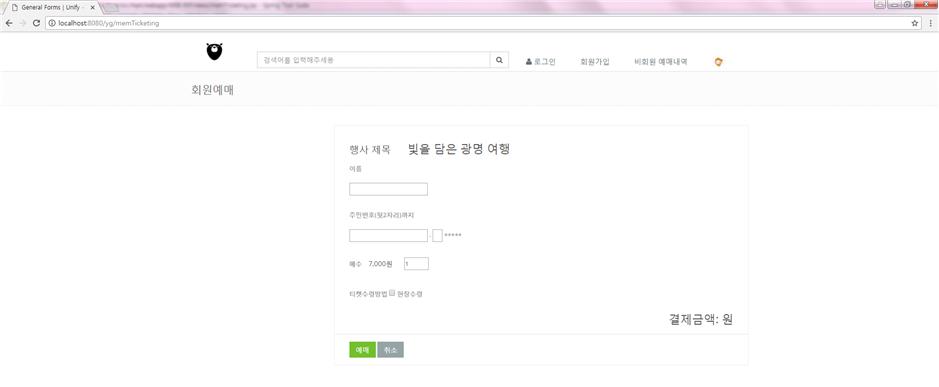 General Forms | Unify -
localhost:8080/yg/memTicketing
검색어를 입력해주세용
로그인
회원가입
비회원 예매내역
회원예매
행사 제목 빛을 담은 광명 여행
이름
주민번호(뒷2자리)까지
- *****
매수 7,000원 1
티켓수령방법 현장수령
결제금액: 원
예매 취소